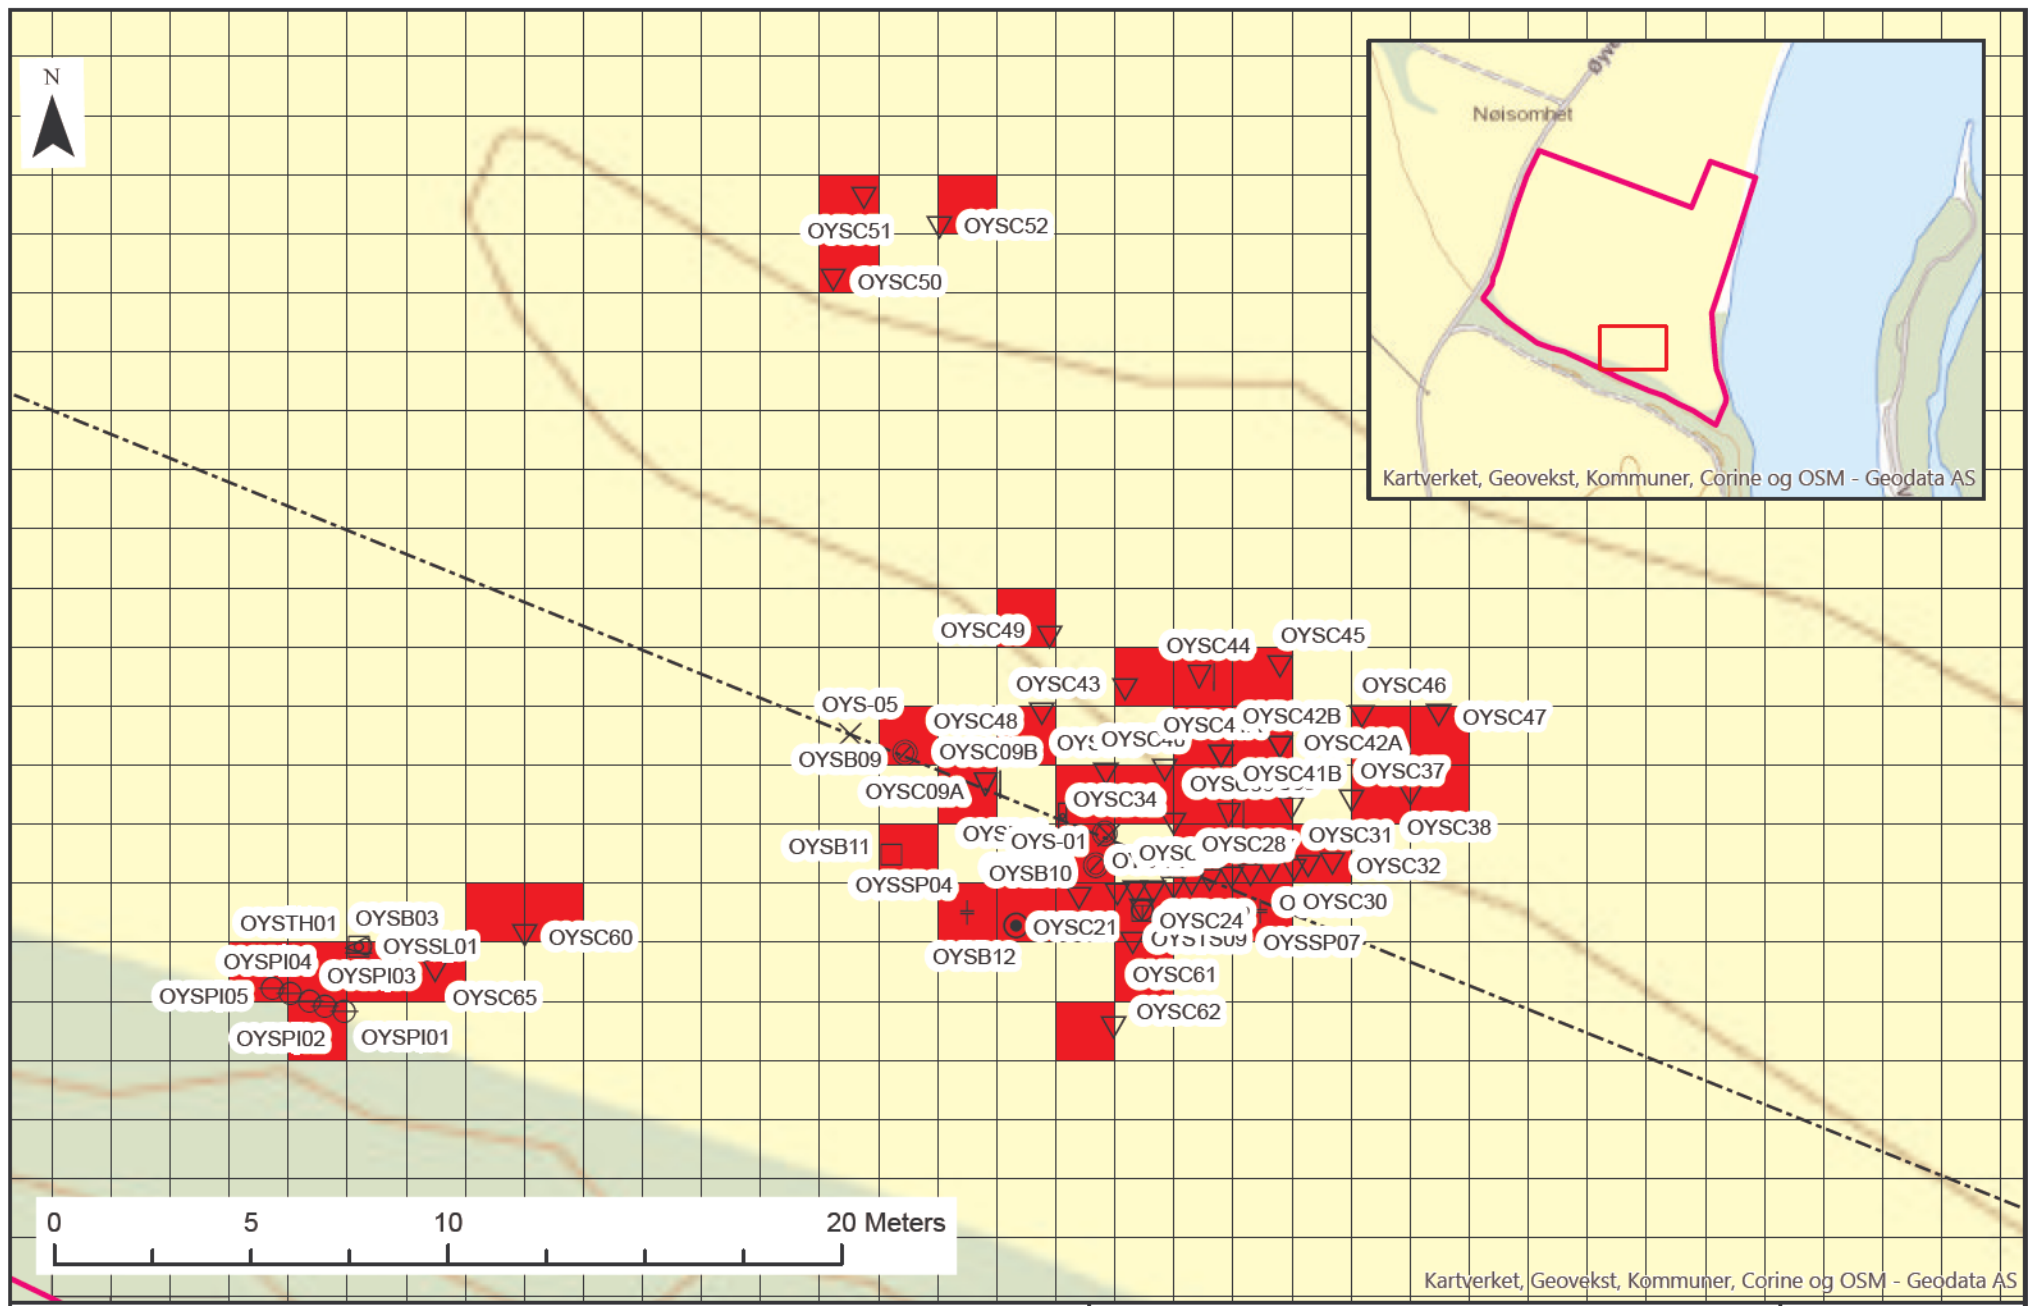 N
Nøisomhet
Kartverket, Geovekst, Kommuner, Corine og OSM - Geodata AS
OYSC51
OYSC52
OYSC50
OYSC49
OYSC44
OYSC45
OYSC43
OYSC46
OYS-05
OYSC48
OYSC42B
OYSC47
OYSB09
OYSC09B
OYSC42A
OYSC09A
OYSC41B
OYSC37
OYSC34
OYSC38
OYSB11
OYS-01
OYSC28
OYSC31
OYSSP04
OYSB10
OYSC32
OYSC30
OYSTH01
OYSB03
OYSC60
OYSC21
OYSC24
OYSSL01
OYSTS09
OYSSP07
OYSPI04
OYSPI03
OYSB12
OYSC61
OYSPI05
OYSC65
OYSC62
OYSPI02
OYSPI01
0 5 10 20 Meters
Kartverket, Geovekst, Kommuner, Corine og OSM - Geodata AS